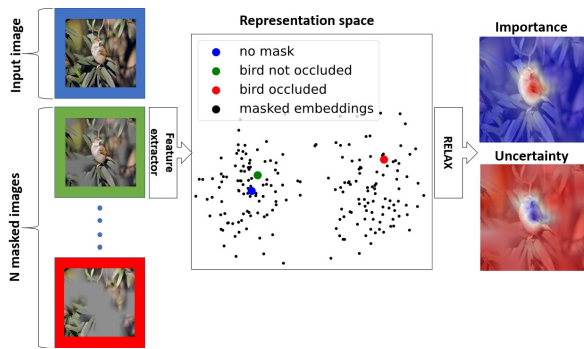 Representation space
Importance
Input image
no mask
bird not occluded
bird occluded
masked embeddings
Feature
extractor
RELAX
Uncertainty
N masked images